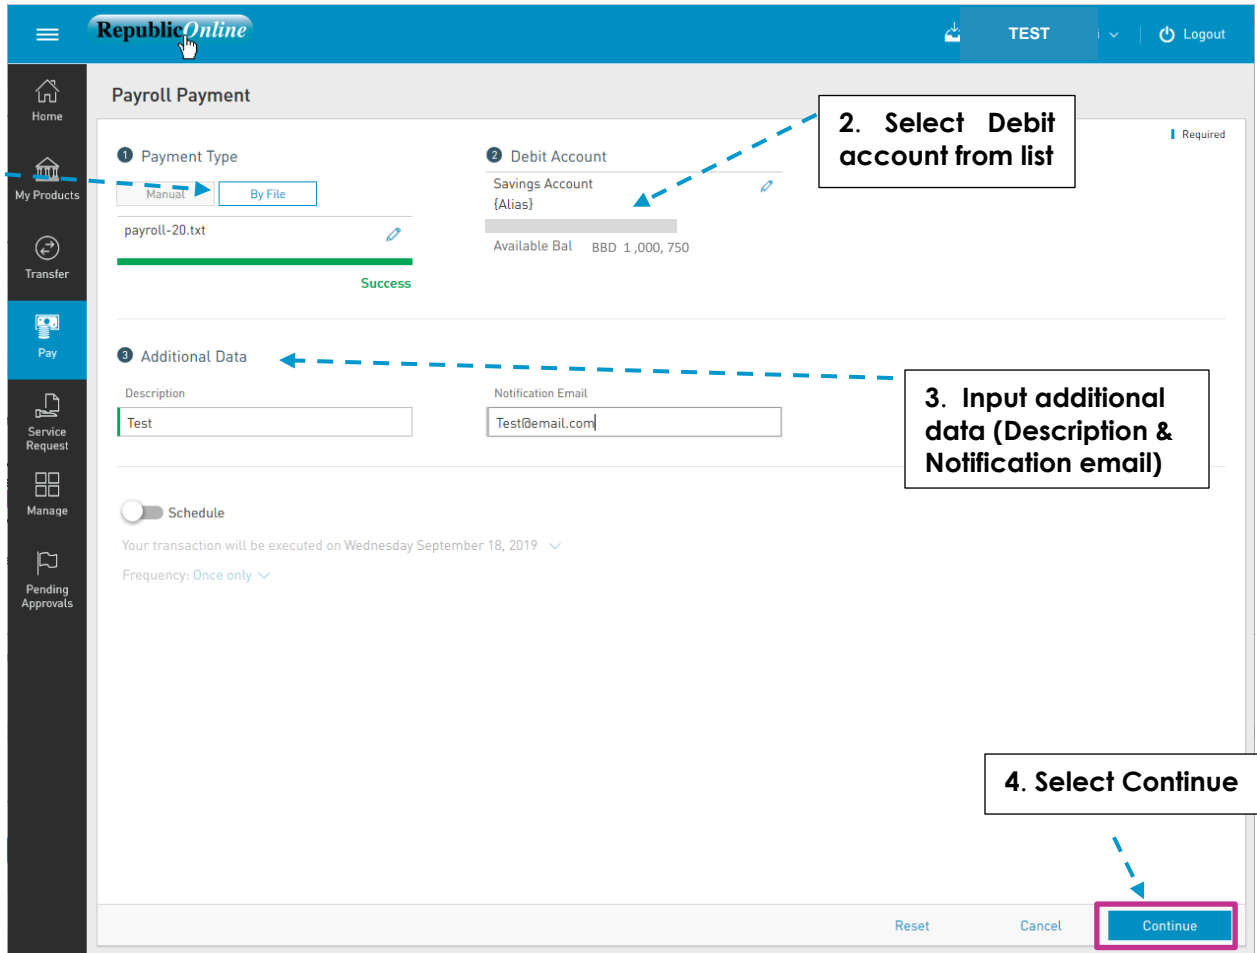 RepublicOnline
TEST
i
Logout
Home
My Products
Transfer
Pay
Service
Request
Manage
Pending
Approvals
Payroll Payment
Required
1 Payment Type
Manual
By File
payroll-20.txt
Success
2 Debit Account
Savings Account
{Alias}
Available Bal BBD 1 ,000, 750
2. Select Debit
account from list
3 Additional Data
Description
Test
Notification Email
Test@email.com
3. Input additional
data (Description &
Notification email)
Schedule
Your transaction will be executed on Wednesday September 18, 2019
Frequency: Once only
4. Select Continue
Reset
Cancel
Continue